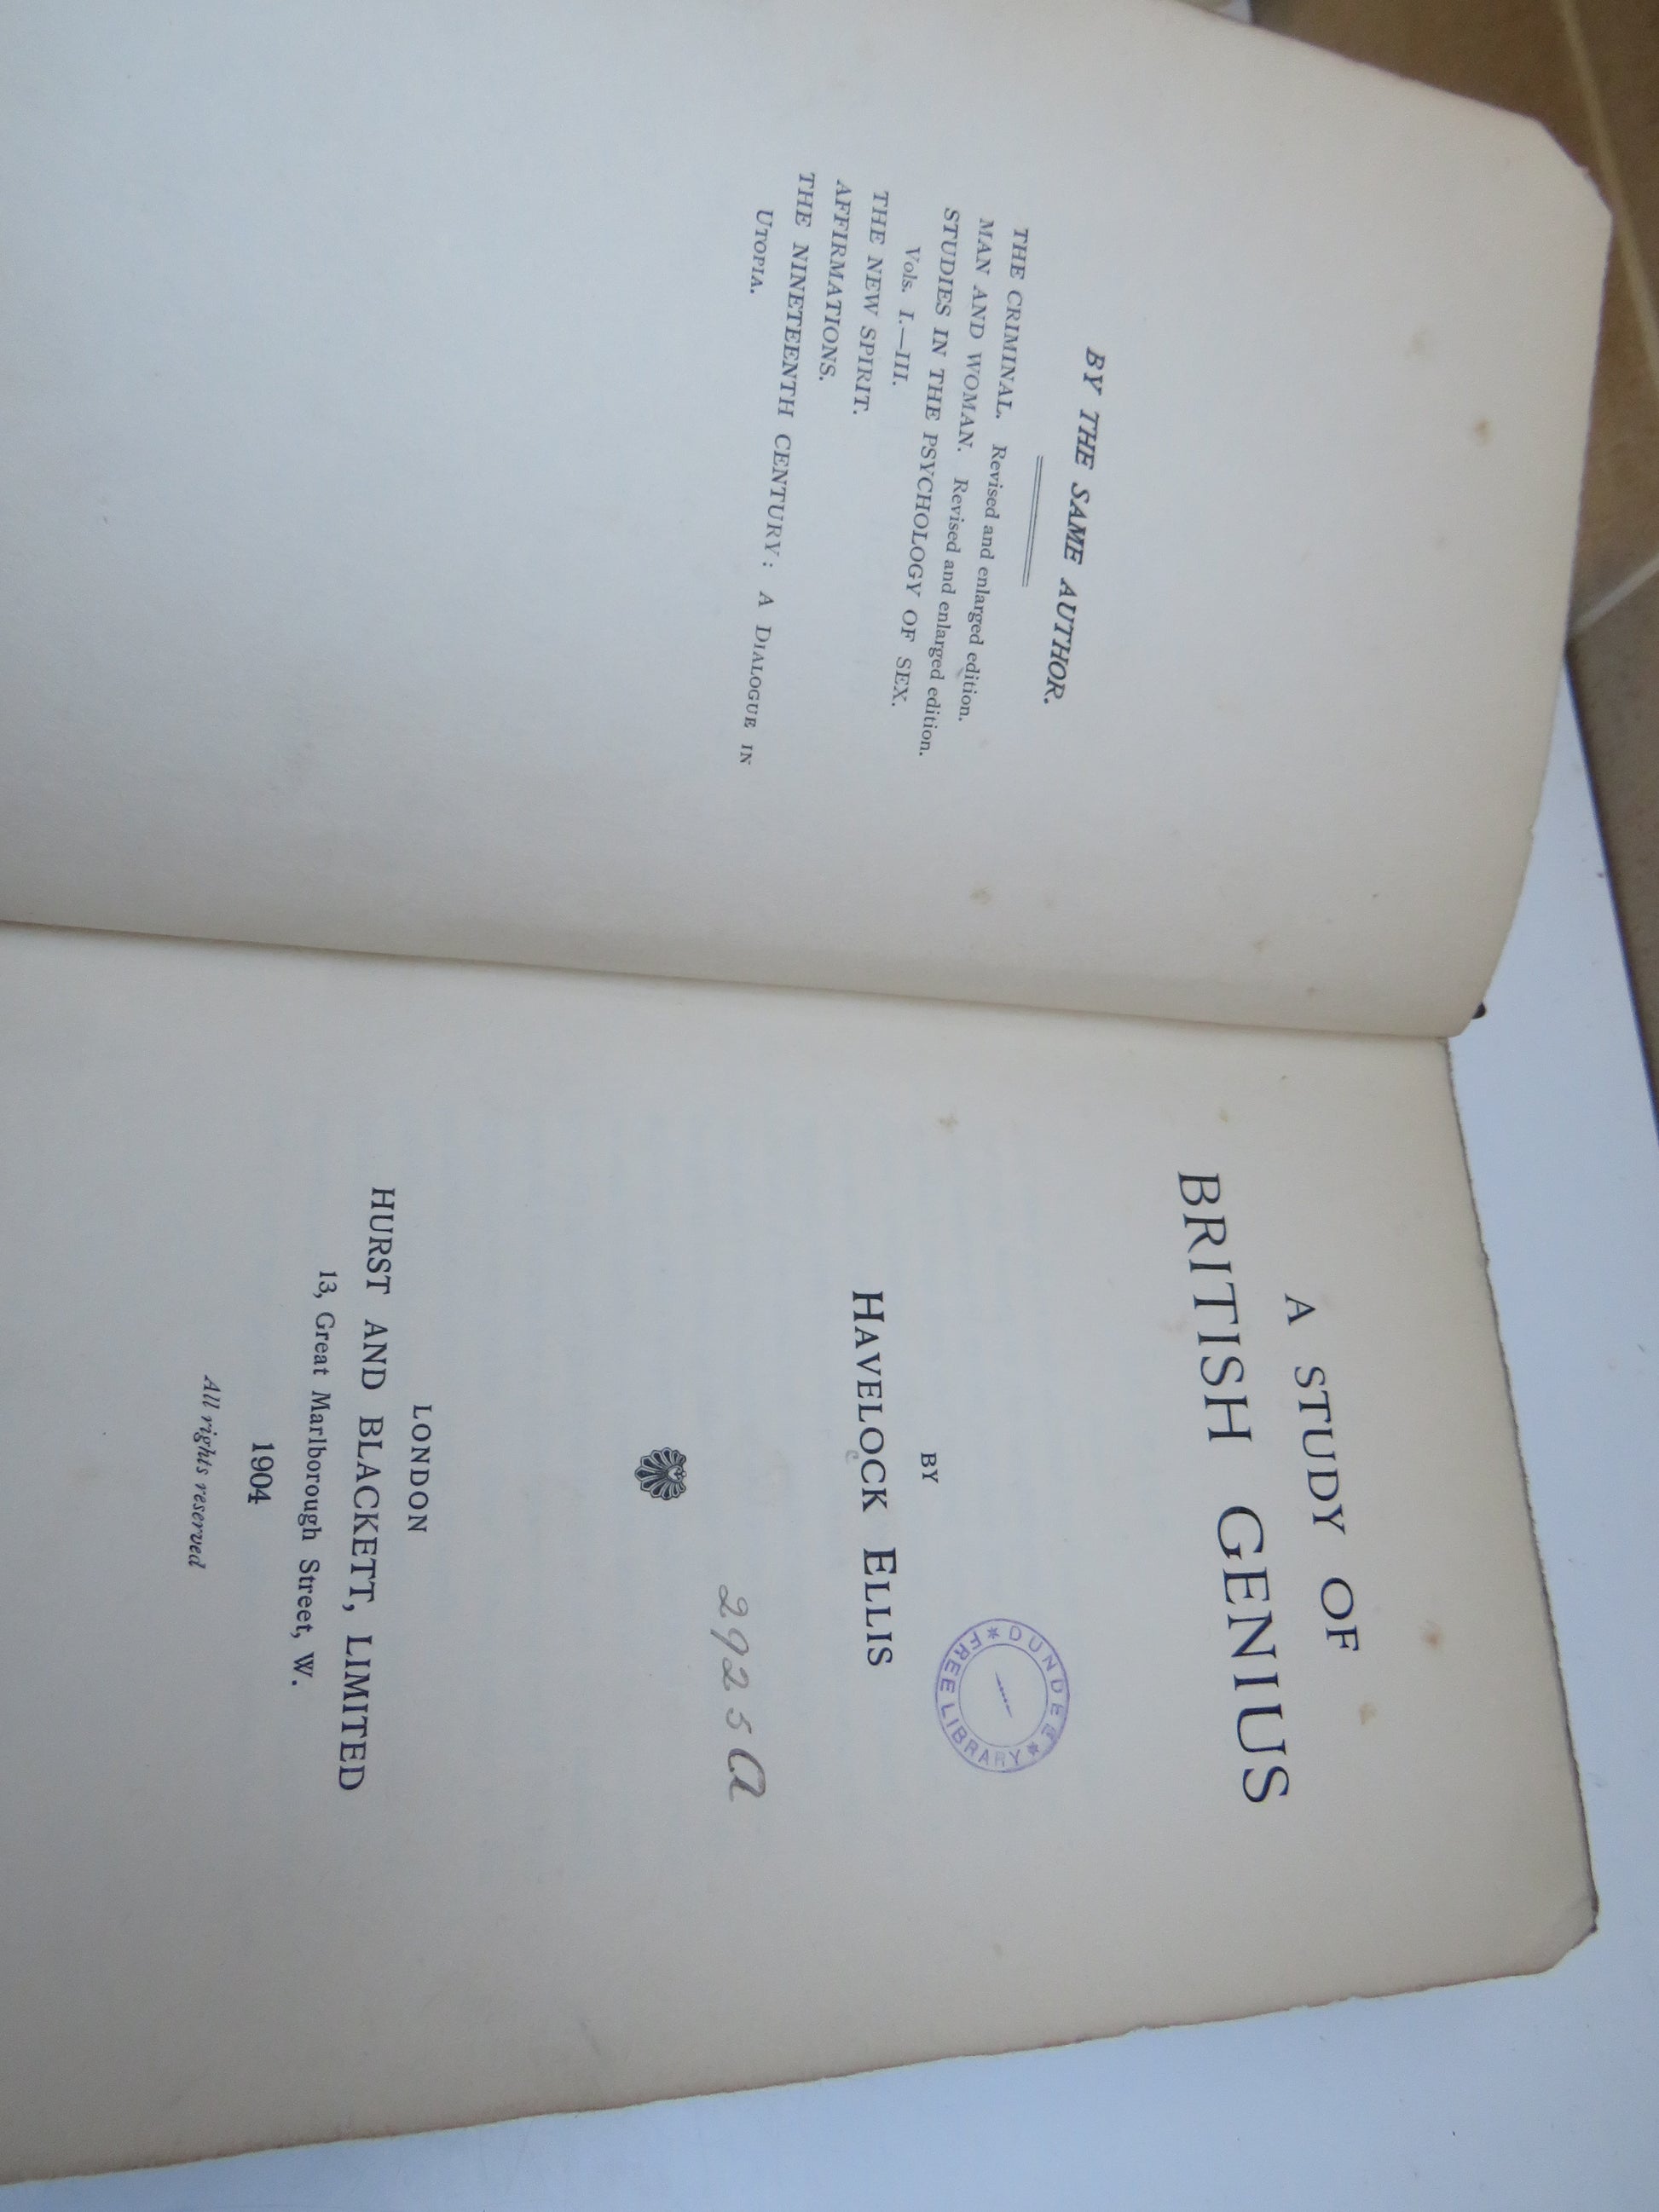 BY THE SAME AUTHOR.
THE CRIMINAL. Revised and enlarged edition.
MAN AND WOMAN. Revised and enlarged edition.
STUDIES IN THE PSYCHOLOGY OF SEX.
Vols. I.—III.
THE NEW SPIRIT.
AFFIRMATIONS.
THE NINETEENTH CENTURY: A DIALOGUE IN
UTOPIA.
A STUDY OF
BRITISH GENIUS
DUNDEE
FREE LIBRARY
BY
HAVELOCK ELLIS
2925 a
LONDON
HURST AND BLACKETT, LIMITED
13, Great Marlborough Street, W.
1904
All rights reserved